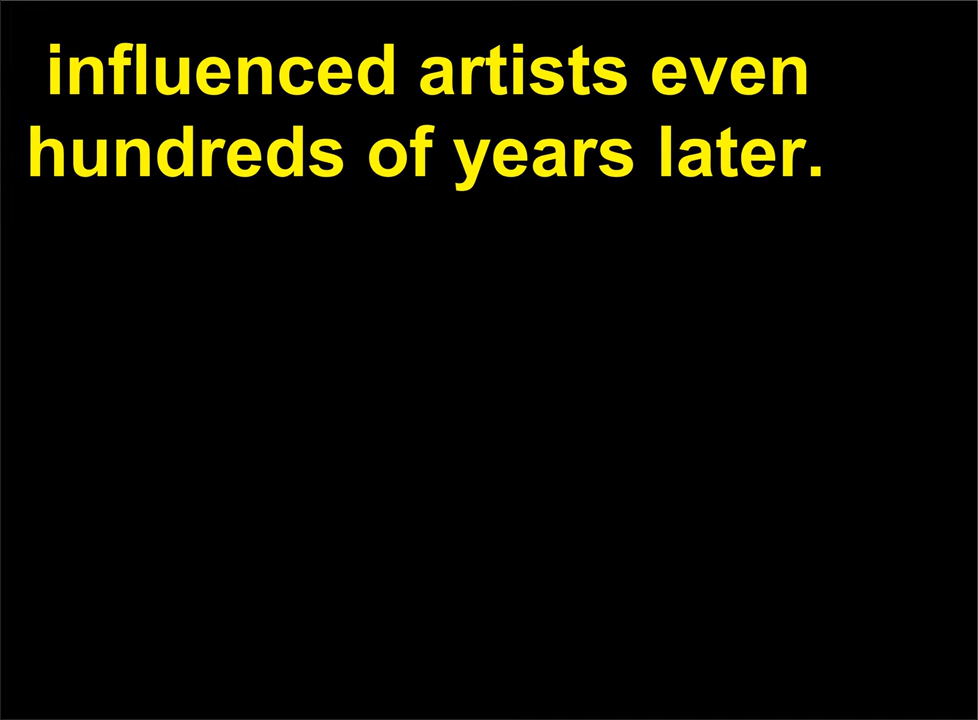 influenced artists even
hundreds of years later.